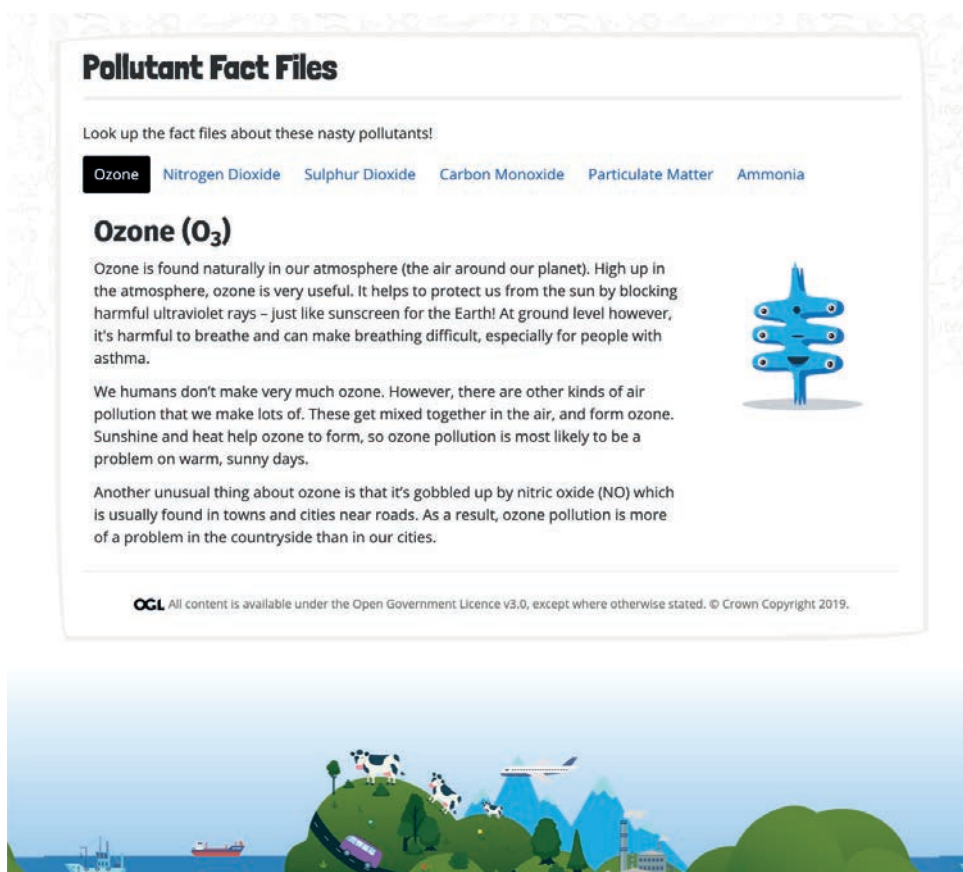 Pollutant Fact Files
Look up the fact files about these nasty pollutants!
Ozone Nitrogen Dioxide Sulphur Dioxide Carbon Monoxide Particulate Matter Ammonia
Ozone (O₃)
Ozone is found naturally in our atmosphere (the air around our planet). High up in
the atmosphere, ozone is very useful. It helps to protect us from the sun by blocking
harmful ultraviolet rays – just like sunscreen for the Earth! At ground level however,
it's harmful to breathe and can make breathing difficult, especially for people with
asthma.
We humans don't make very much ozone. However, there are other kinds of air
pollution that we make lots of. These get mixed together in the air, and form ozone.
Sunshine and heat help ozone to form, so ozone pollution is most likely to be a
problem on warm, sunny days.
Another unusual thing about ozone is that it's gobbled up by nitric oxide (NO) which
is usually found in towns and cities near roads. As a result, ozone pollution is more
of a problem in the countryside than in our cities.
OGL All content is available under the Open Government Licence v3.0, except where otherwise stated. © Crown Copyright 2019.